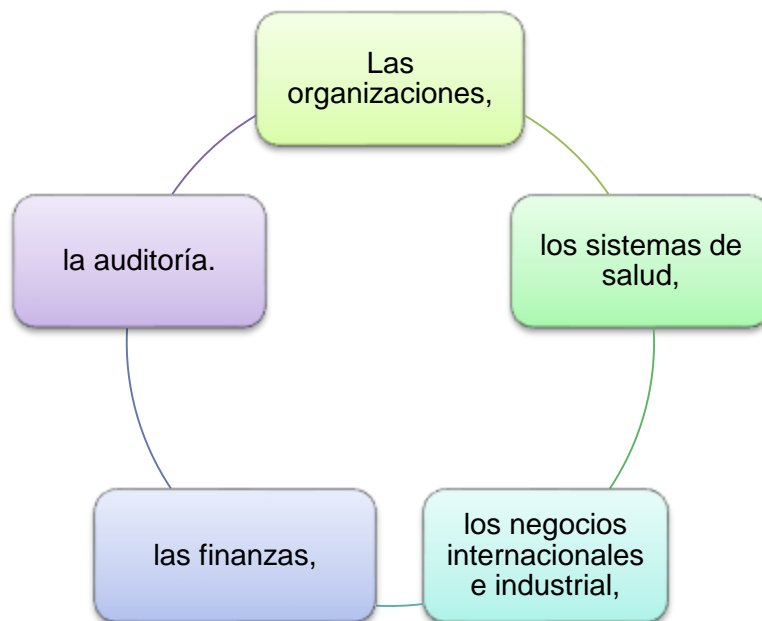 Las
organizaciones,
los sistemas de
salud,
los negocios
internacionales
e industrial,
las finanzas,
la auditoría.